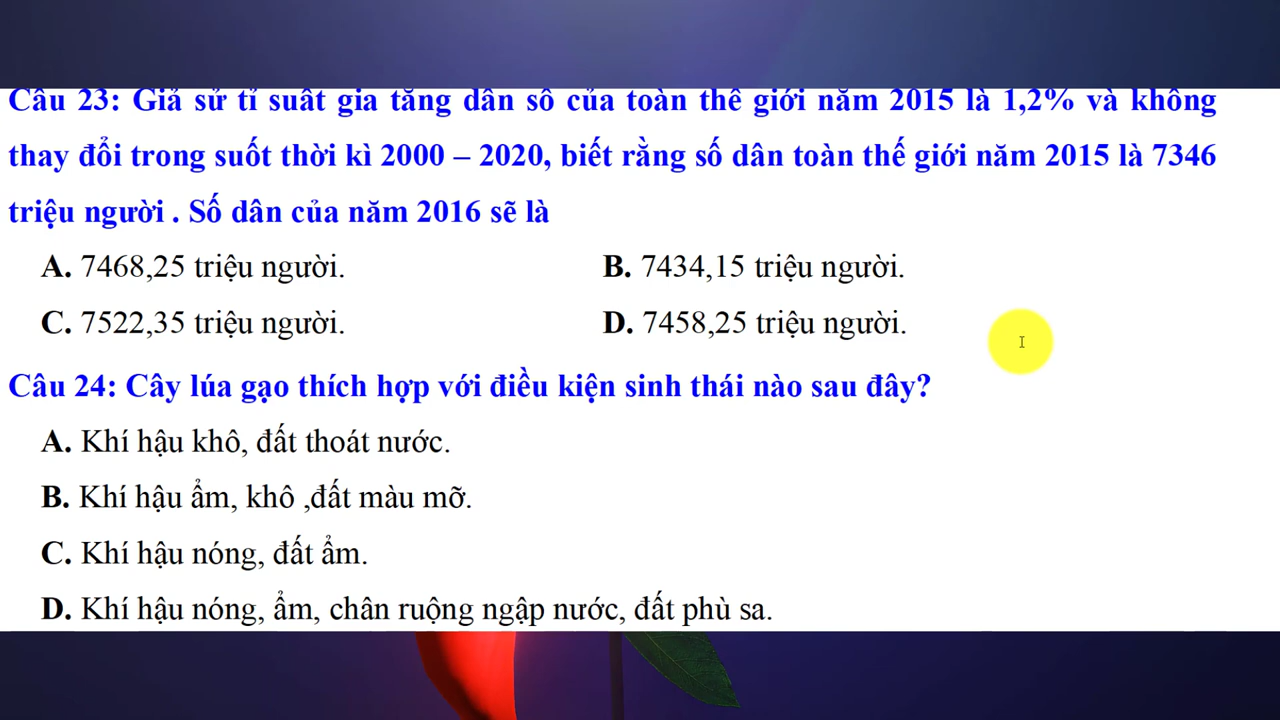 Câu 23: Giả sử tỉ suất gia tăng dân số của toàn thế giới năm 2015 là 1,2% và không
thay đổi trong suốt thời kì 2000 – 2020, biết rằng số dân toàn thế giới năm 2015 là 7346
triệu người . Số dân của năm 2016 sẽ là
A. 7468,25 triệu người. B. 7434,15 triệu người.
C. 7522,35 triệu người. D. 7458,25 triệu người.
Câu 24: Cây lúa gạo thích hợp với điều kiện sinh thái nào sau đây?
A. Khí hậu khô, đất thoát nước.
B. Khí hậu ẩm, khô ,đất màu mỡ.
C. Khí hậu nóng, đất ẩm.
D. Khí hậu nóng, ẩm, chân ruộng ngập nước, đất phù sa.